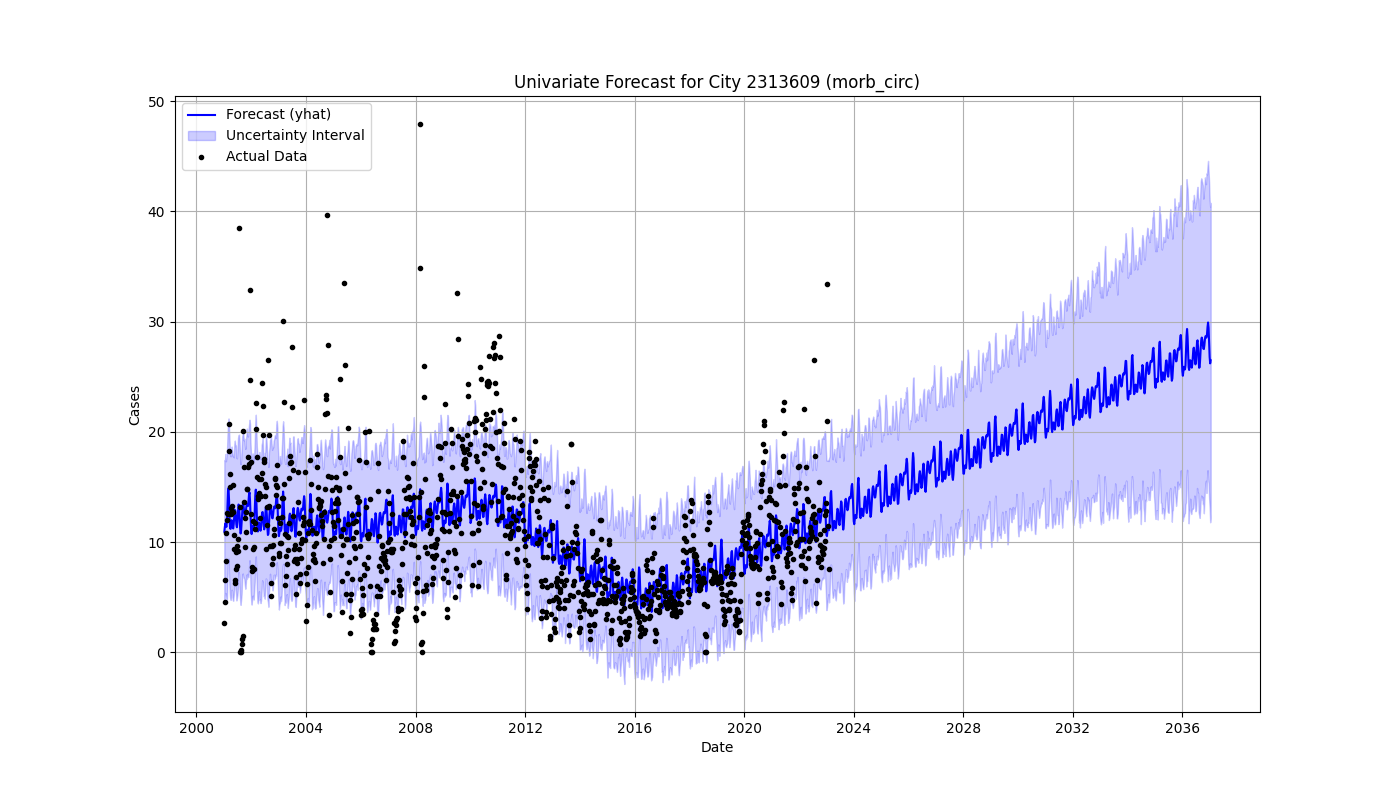 Univariate Forecast for City 2313609 (morb_circ)
Forecast (yhat)
Uncertainty Interval
Actual Data
Cases
50
40
30
20
10
0
2000 2004 2008 2012 2016 2020 2024 2028 2032 2036
Date